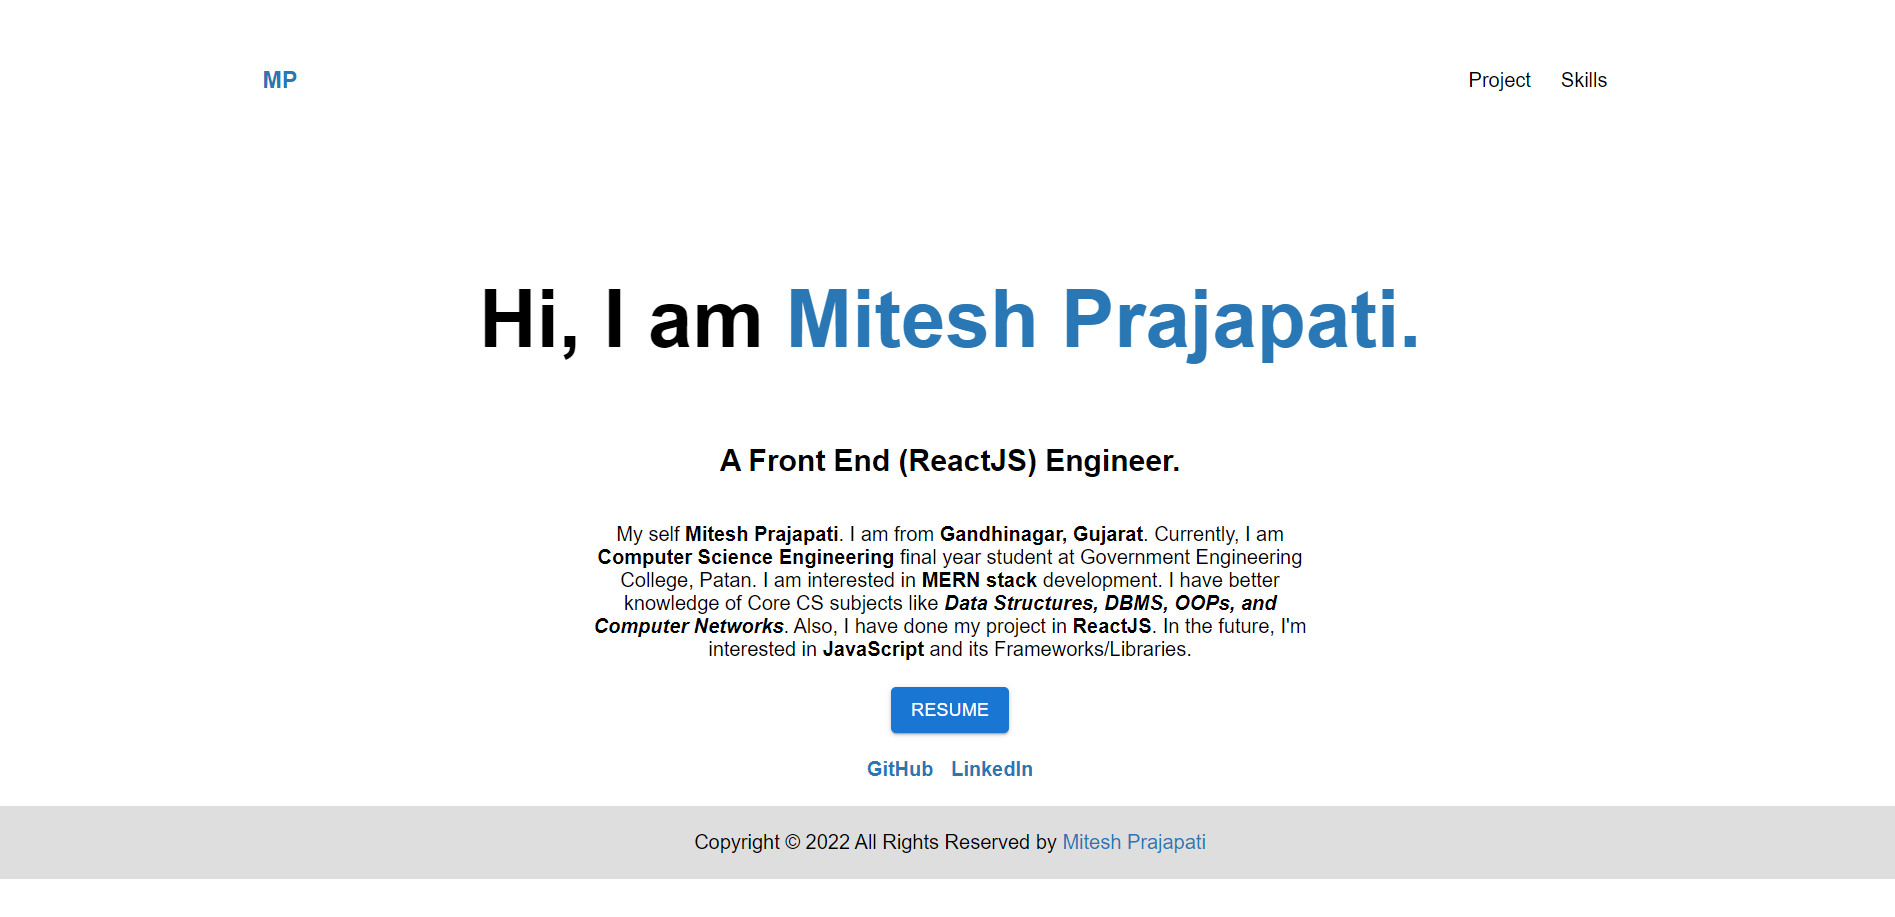 MP
Project Skills
Hi, I am Mitesh Prajapati.
A Front End (ReactJS) Engineer.
My self Mitesh Prajapati. I am from Gandhinagar, Gujarat. Currently, I am
Computer Science Engineering final year student at Government Engineering
College, Patan. I am interested in MERN stack development. I have better
knowledge of Core CS subjects like Data Structures, DBMS, OOPs, and
Computer Networks. Also, I have done my project in ReactJS. In the future, I'm
interested in JavaScript and its Frameworks/Libraries.
RESUME
GitHub LinkedIn
Copyright © 2022 All Rights Reserved by Mitesh Prajapati